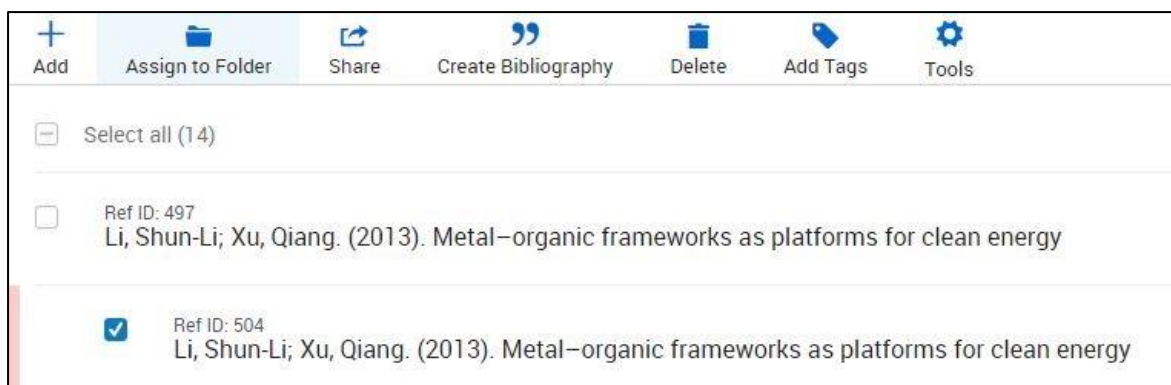 Add Assign to Folder Share Create Bibliography Delete Add Tags Tools
Select all (14)
Ref ID: 497
Li, Shun-Li; Xu, Qiang. (2013). Metal–organic frameworks as platforms for clean energy
Ref ID: 504
Li, Shun-Li; Xu, Qiang. (2013). Metal–organic frameworks as platforms for clean energy